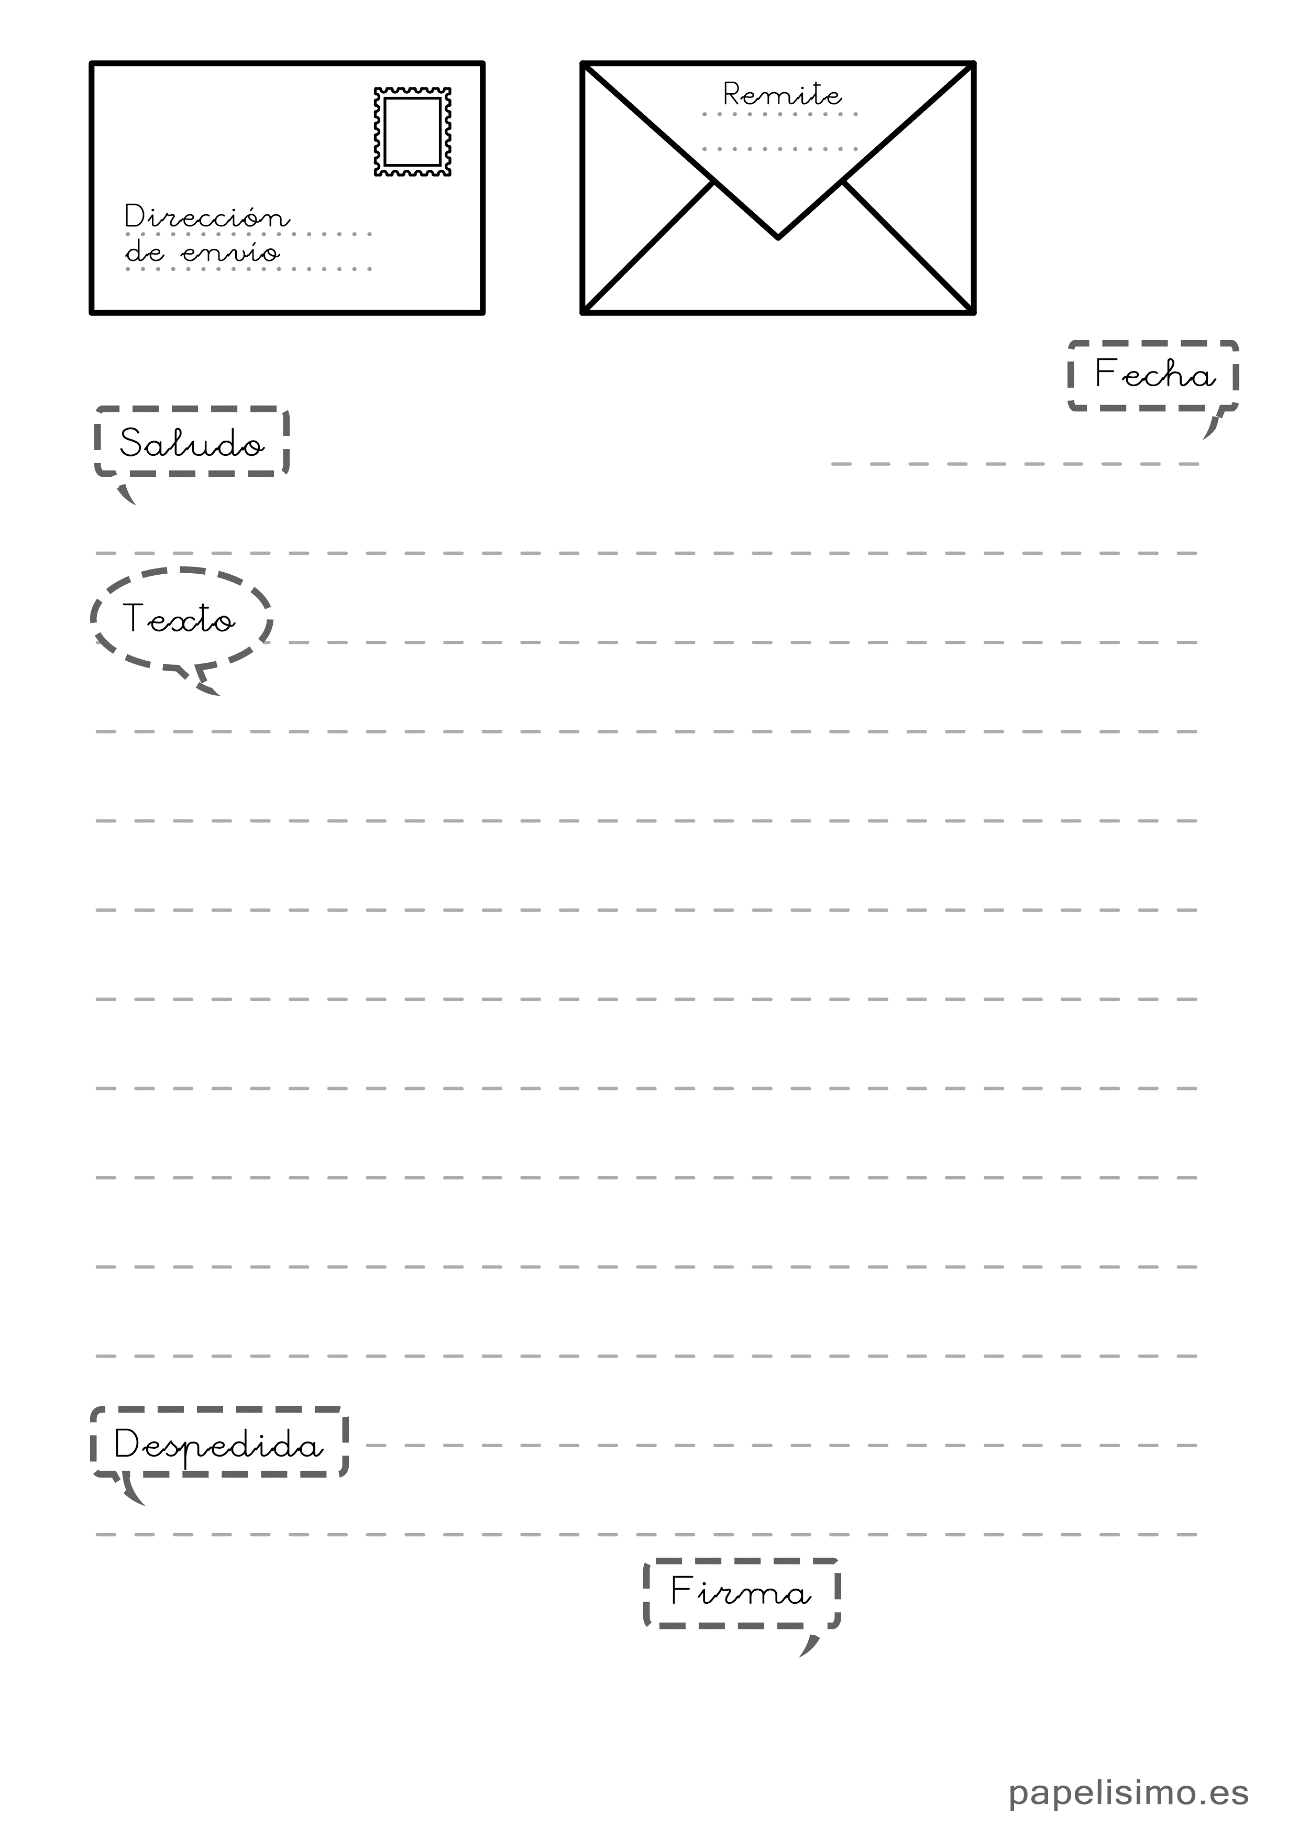 Remite
Dirección
de envío
Fecha
Saludo
Texto
Despedida
Firma
papelisimo.es